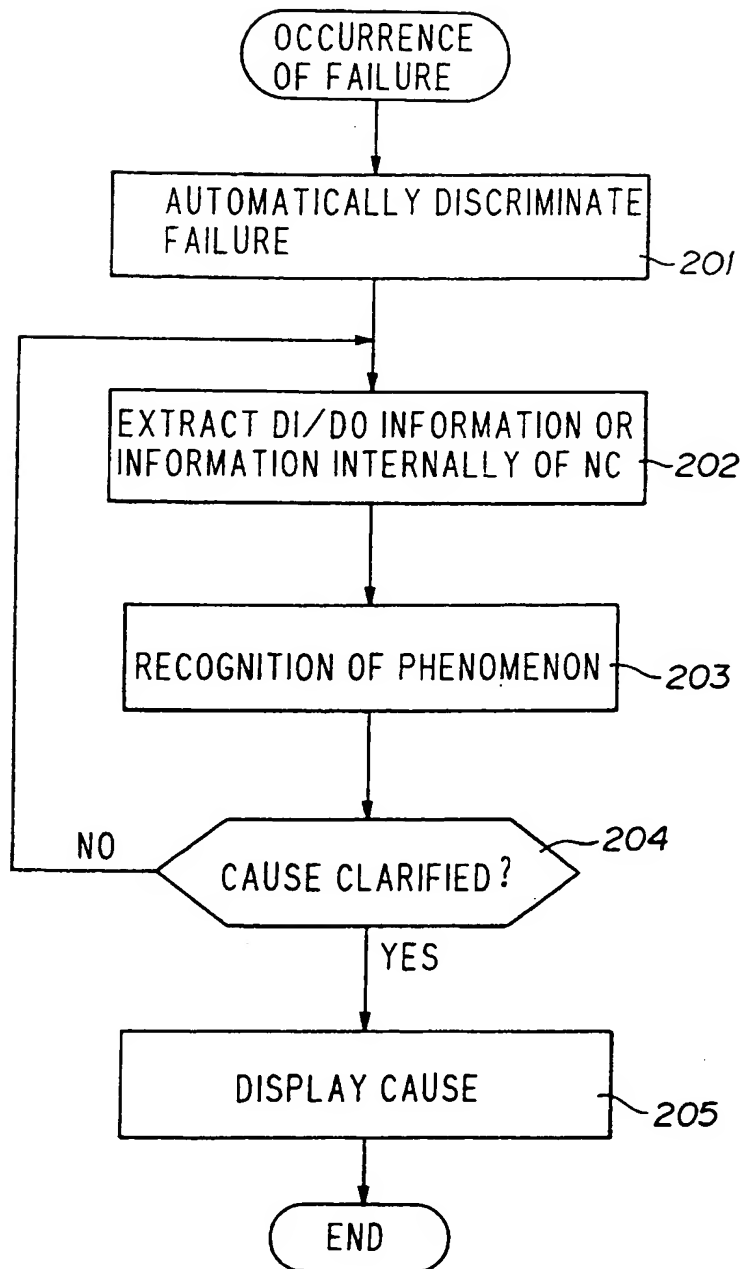 OCCURRENCE
OF FAILURE
AUTOMATICALLY DISCRIMINATE
FAILURE
201
EXTRACT DI/DO INFORMATION OR
INFORMATION INTERNALLY OF NC
202
RECOGNITION OF PHENOMENON
203
204
NO
CAUSE CLARIFIED?
YES
DISPLAY CAUSE
205
END